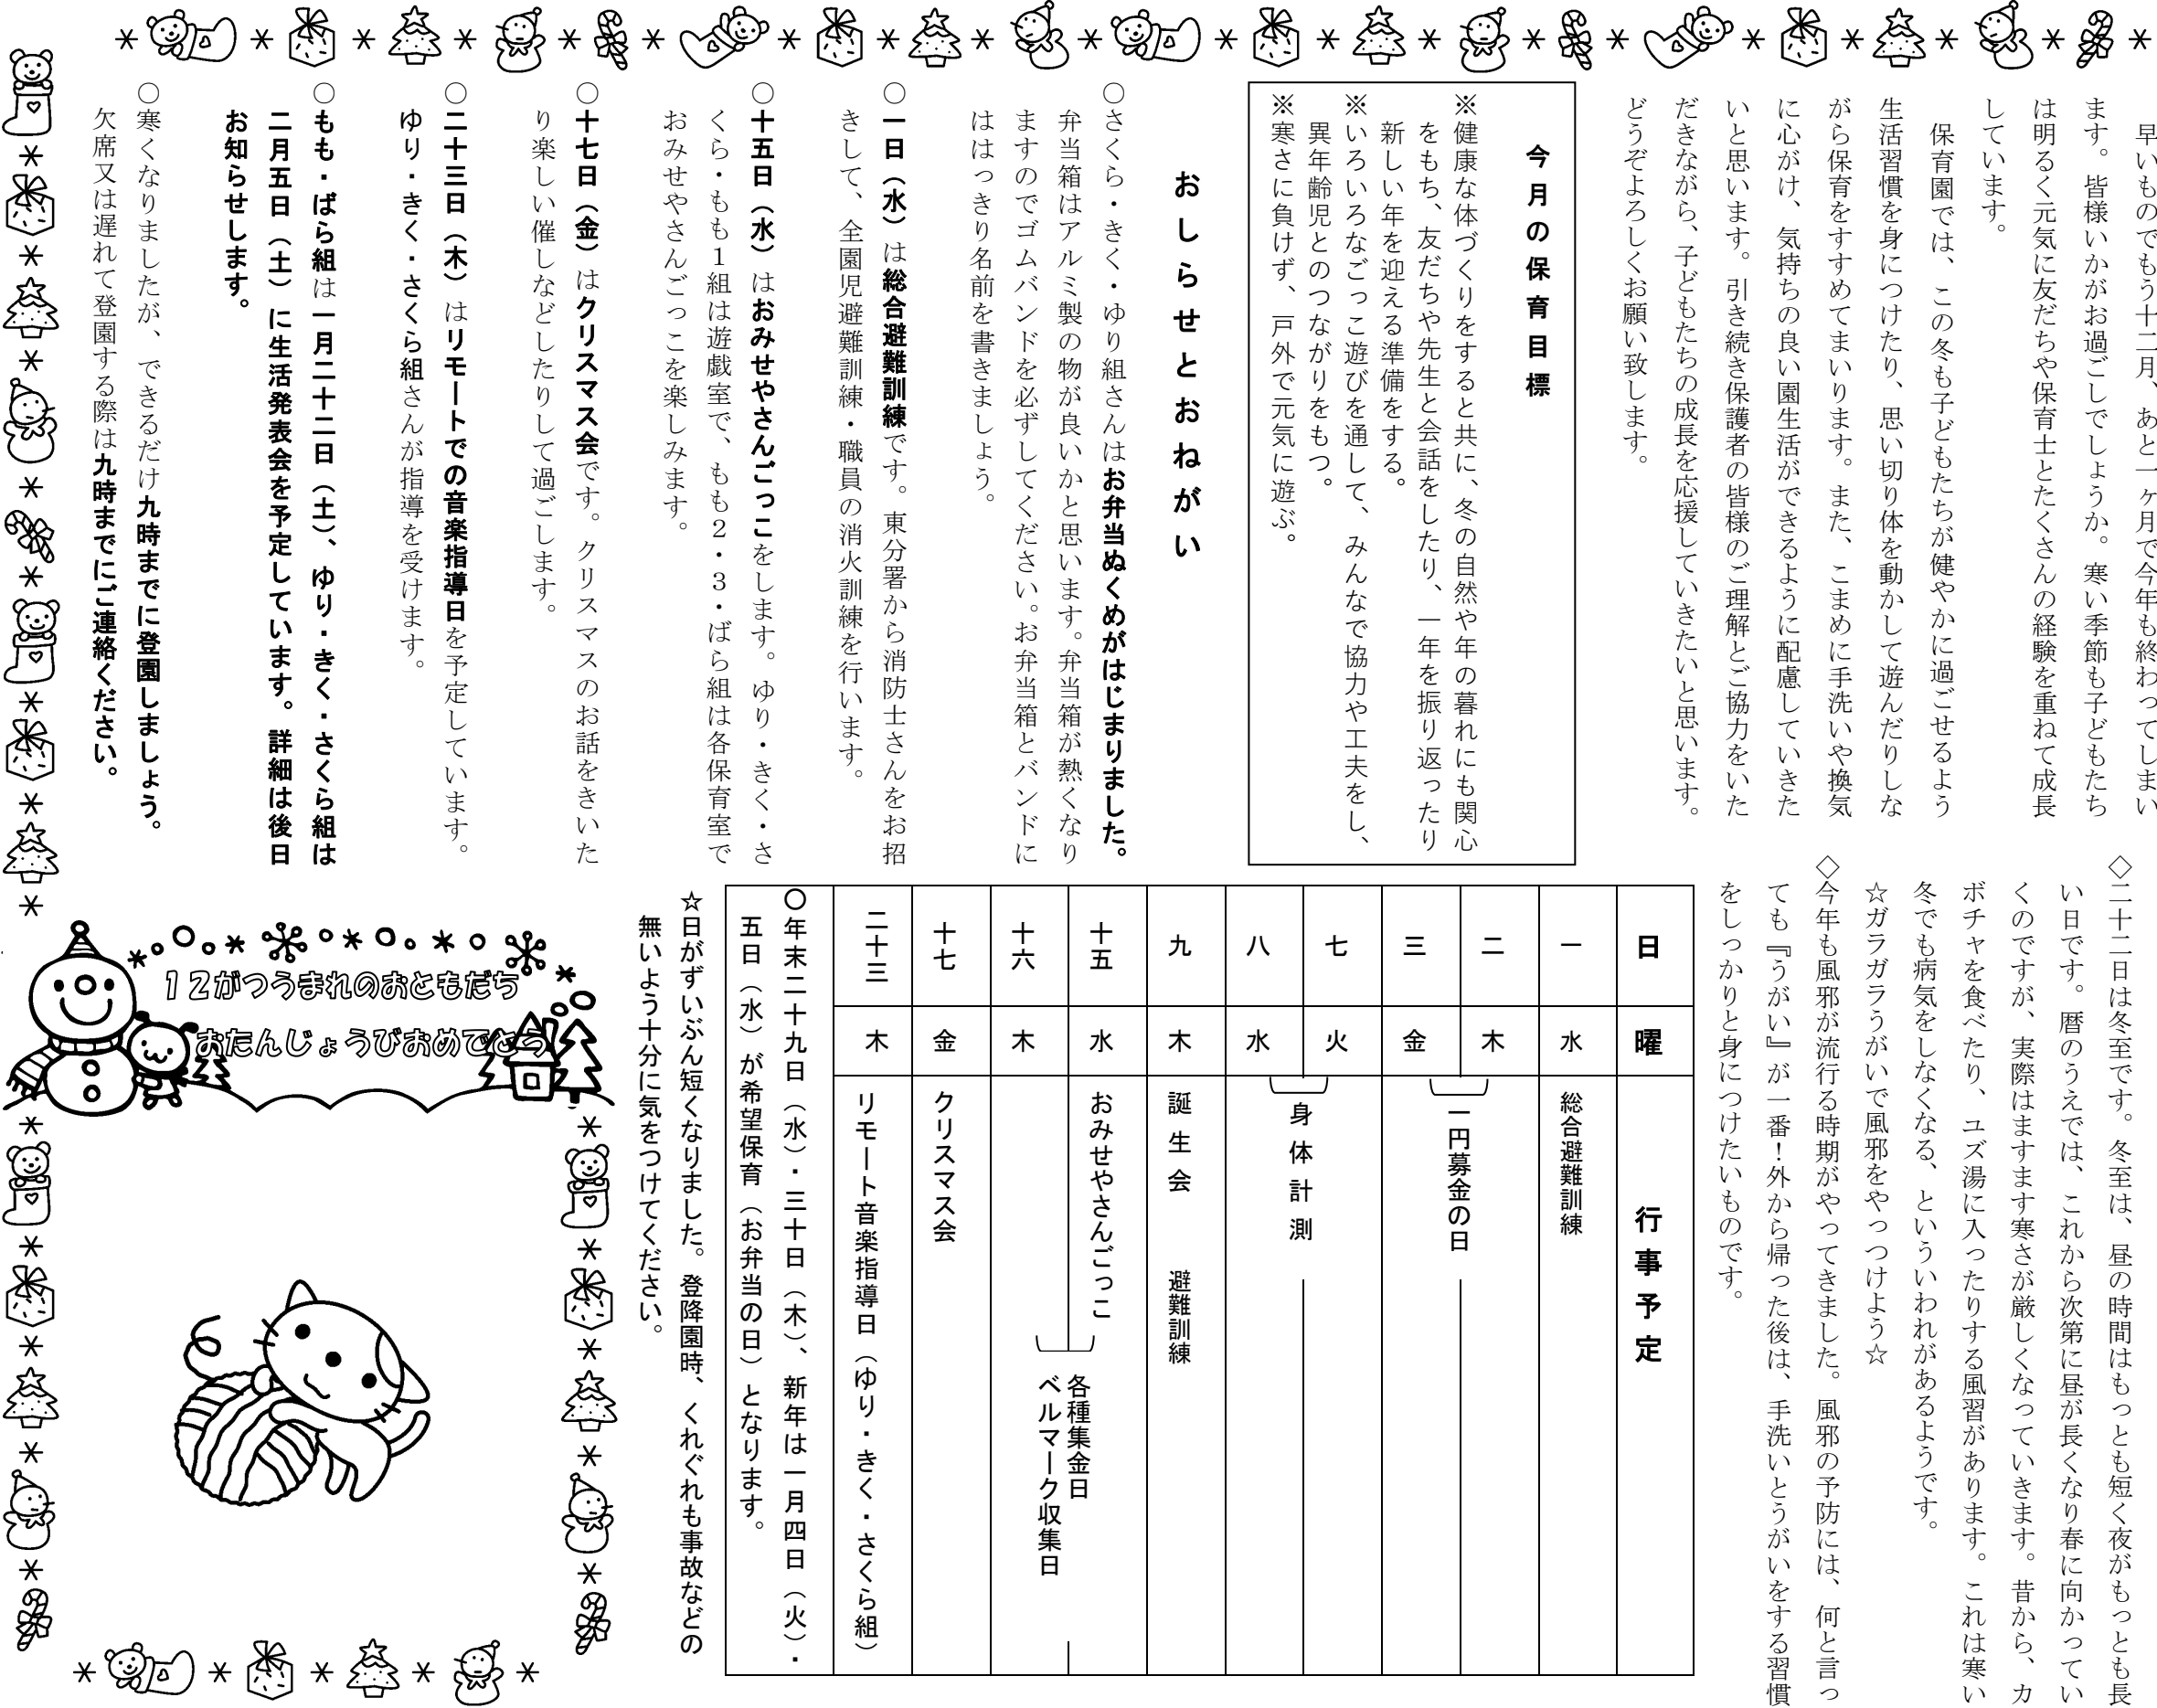 早いものでもう十二月、あと一ヶ月で今年も終わってしまい
ます。皆様いかがお過ごしでしょうか。寒い季節も子どもたち
は明るく元気に友だちや保育士とたくさんの経験を重ねて成長
しています。
保育園では、この冬も子どもたちが健やかに過ごせるよう
生活習慣を身につけたり、思い切り体を動かして遊んだりしな
がら保育をすすめてまいります。また、こまめに手洗いや換気
に心がけ、気持ちの良い園生活ができるように配慮していきた
いと思います。引き続き保護者の皆様のご理解とご協力をいた
だきながら、子どもたちの成長を応援していきたいと思います。
どうぞよろしくお願い致します。
今月の保育目標
※健康な体づくりをすると共に、冬の自然や年の暮れにも関心
をもち、友だちや先生と会話をしたり、一年を振り返ったり
新しい年を迎える準備をする。
※いろいろなごっこ遊びを通して、みんなで協力や工夫をし、
異年齢児とのつながりをもつ。
※寒さに負けず、戸外で元気に遊ぶ。
おしらせとおねがい
○さくら・きく・ゆり組さんはお弁当ぬくめがはじまりました。
弁当箱はアルミ製の物が良いかと思います。弁当箱が熱くなり
ますのでゴムバンドを必ずしてください。お弁当箱とバンドに
ははっきり名前を書きましょう。
○一日（水）は総合避難訓練です。東分署から消防士さんをお招
きして、全園児避難訓練・職員の消火訓練を行います。
○十五日（水）はおみせやさんごっこをします。ゆり・きく・さ
くら・もも１組は遊戯室で、もも２・３・ばら組は各保育室で
おみせやさんごっこを楽しみます。
○十七日（金）はクリスマス会です。クリスマスのお話をきいた
り楽しい催しなどしたりして過ごします。
○二十三日（木）はリモートでの音楽指導日を予定しています。
ゆり・きく・さくら組さんが指導を受けます。
○もも・ばら組は一月二十二日（土）、ゆり・きく・さくら組は
二月五日（土）に生活発表会を予定しています。詳細は後日
お知らせします。
○寒くなりましたが、できるだけ九時までに登園しましょう。
欠席又は遅れて登園する際は九時までにご連絡ください。
◇二十二日は冬至です。冬至は、昼の時間はもっとも短く夜がもっとも長
い日です。暦のうえでは、これから次第に昼が長くなり春に向かってい
くのですが、実際はますます寒さが厳しくなっていきます。昔から、カ
ボチャを食べたり、ユズ湯に入ったりする風習があります。これは寒い
冬でも病気をしなくなる、といういわれがあるようです。
☆ガラガラうがいで風邪をやっつけよう☆
◇今年も風邪が流行る時期がやってきました。風邪の予防には、何と言っ
ても『うがい』が一番！外から帰った後は、手洗いとうがいをする習慣
をしっかりと身につけたいものです。
日 曜 行事予定
一 水 総合避難訓練
二 木 一円募金の日
三 金
七 火 身体計測
八 水
九 木 誕生会 避難訓練
十五 水 おみせやさんごっこ 各種集金日
十六 木 ベルマーク収集日
十七 金 クリスマス会
二十三 木 リモート音楽指導日（ゆり・きく・さくら組）
○年末二十九日（水）・三十日（木）、新年は一月四日（火）・
五日（水）が希望保育（お弁当の日）となります。
☆日がずいぶん短くなりました。登降園時、くれぐれも事故などの
無いよう十分に気をつけてください。
１２がつうまれのおともだち
おたんじょうびおめでとう